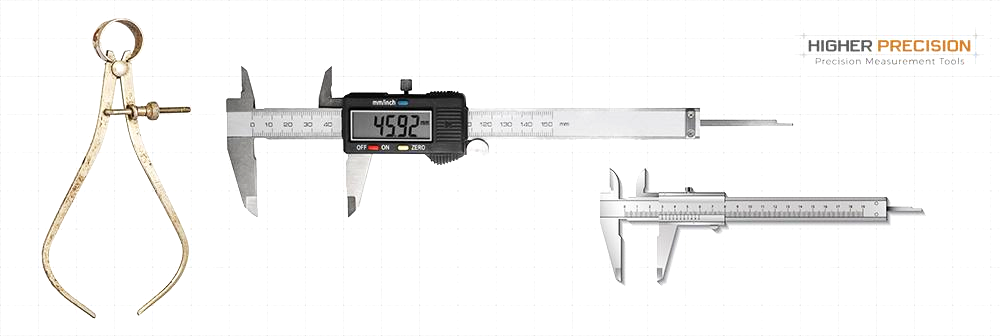 HIGHER PRECISION
Precision Measurement Tools
mm/inch
45.92 mm
OFF ON ZERO
0 10 20 30 40 120 130 140 150 mm